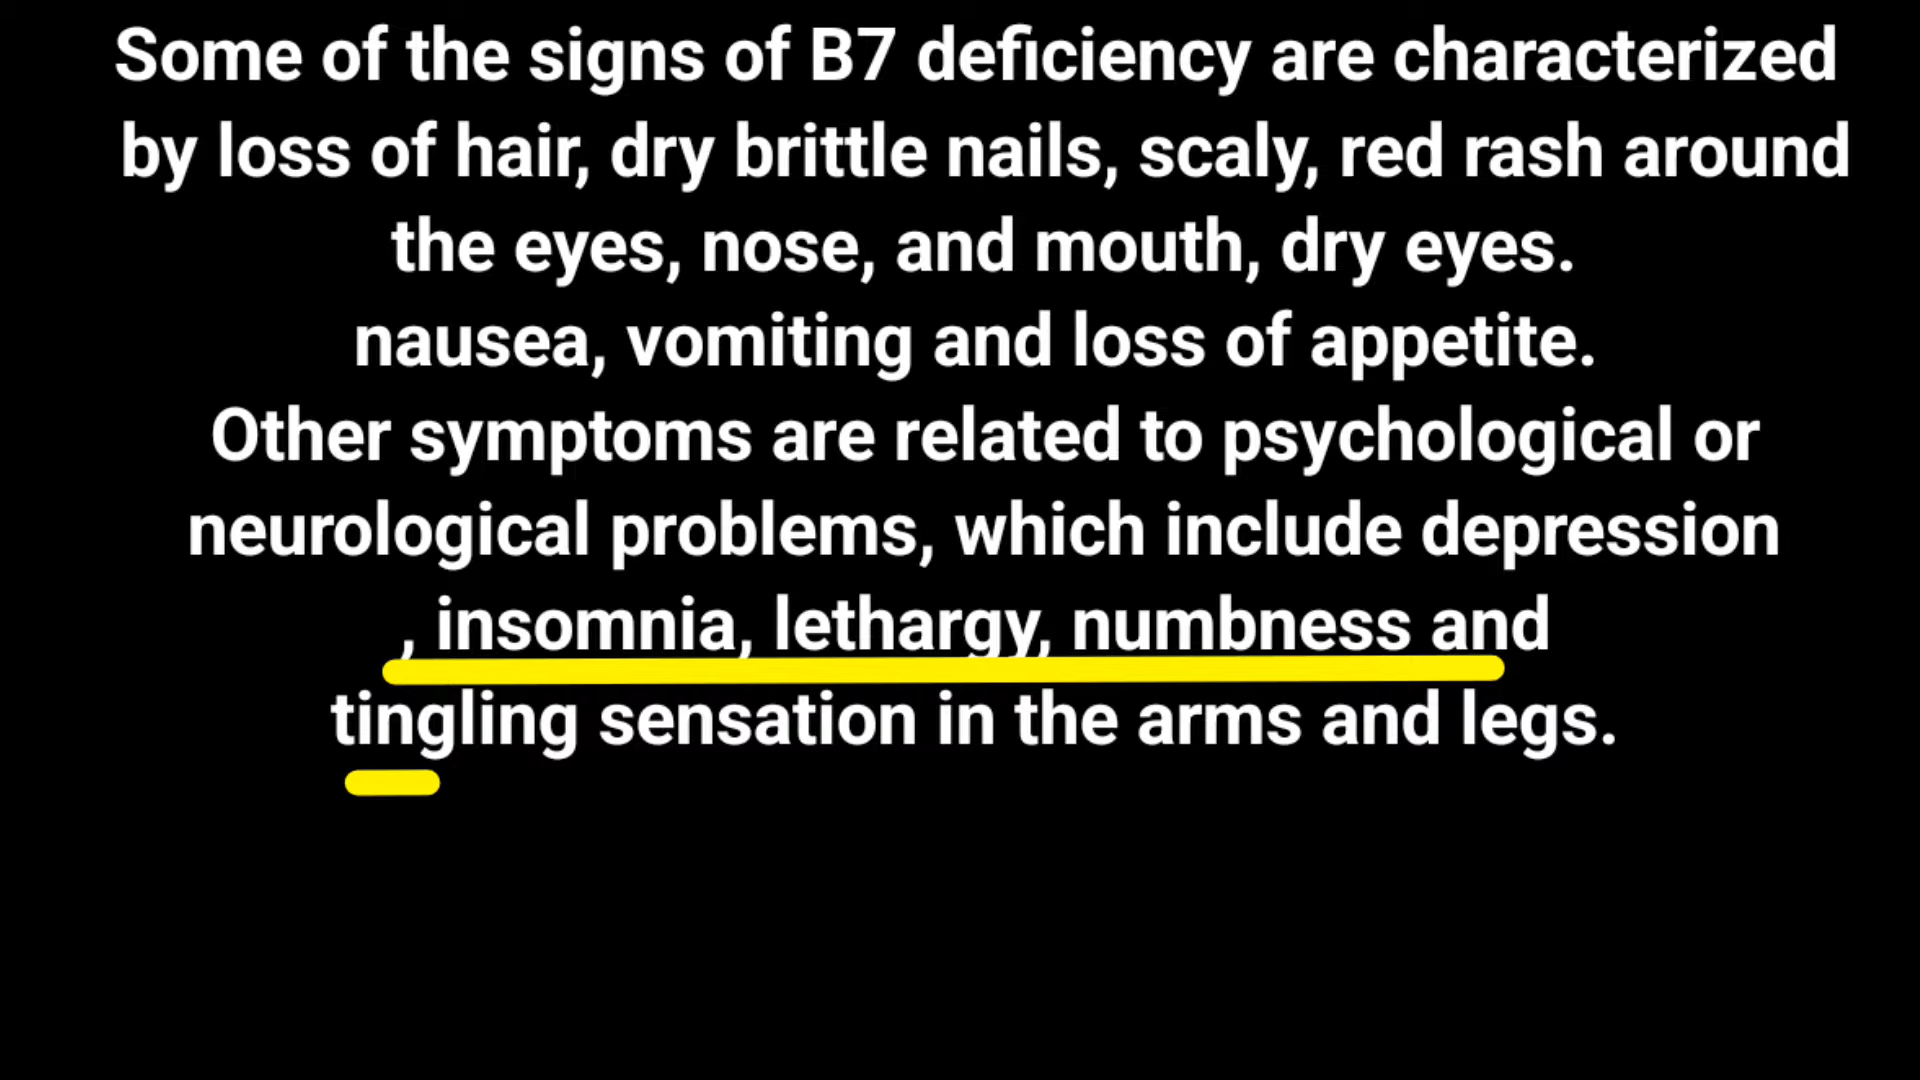 Some of the signs of B7 deficiency are characterized
by loss of hair, dry brittle nails, scaly, red rash around
the eyes, nose, and mouth, dry eyes.
nausea, vomiting and loss of appetite.
Other symptoms are related to psychological or
neurological problems, which include depression
, insomnia, lethargy, numbness and
tingling sensation in the arms and legs.